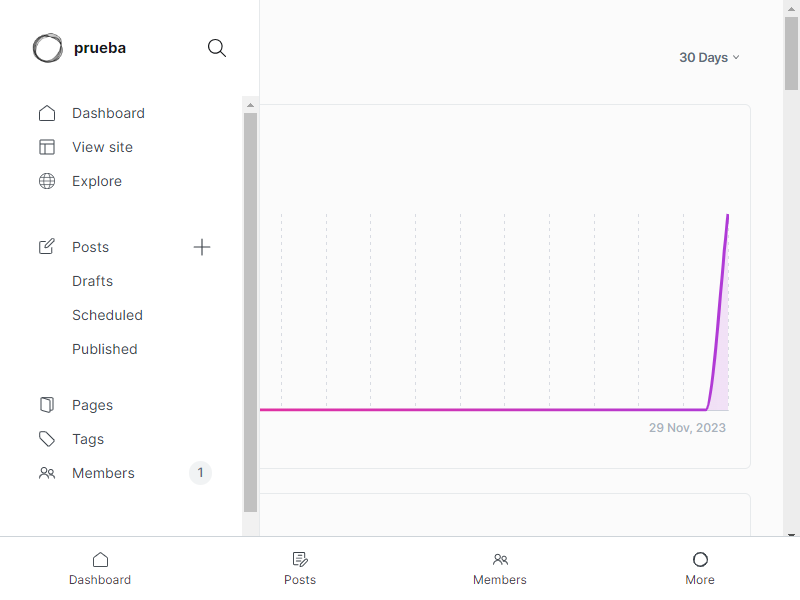 prueba
Dashboard
View site
Explore
Posts
Drafts
Scheduled
Published
Pages
Tags
Members 1
30 Days
29 Nov, 2023
Dashboard
Posts
Members
More